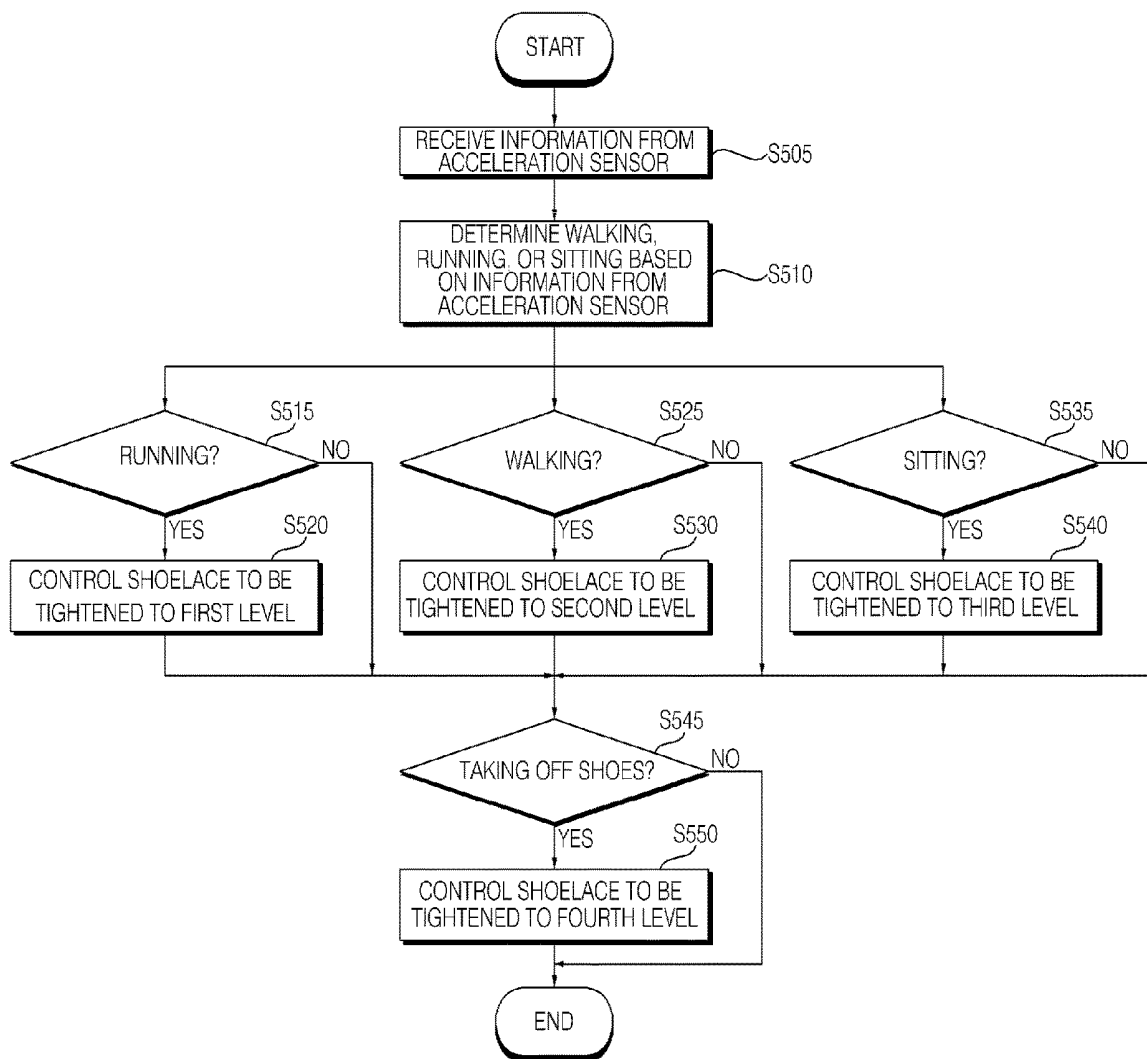 START
RECEIVE INFORMATION FROM
ACCELERATION SENSOR
S505
DETERMINE WALKING,
RUNNING, OR SITTING BASED
ON INFORMATION FROM
ACCELERATION SENSOR
S510
S515
RUNNING?
NO
YES
S520
CONTROL SHOELACE TO BE
TIGHTENED TO FIRST LEVEL
S525
WALKING?
NO
YES
S530
CONTROL SHOELACE TO BE
TIGHTENED TO SECOND LEVEL
S535
SITTING?
NO
YES
S540
CONTROL SHOELACE TO BE
TIGHTENED TO THIRD LEVEL
S545
TAKING OFF SHOES?
NO
YES
S550
CONTROL SHOELACE TO BE
TIGHTENED TO FOURTH LEVEL
END